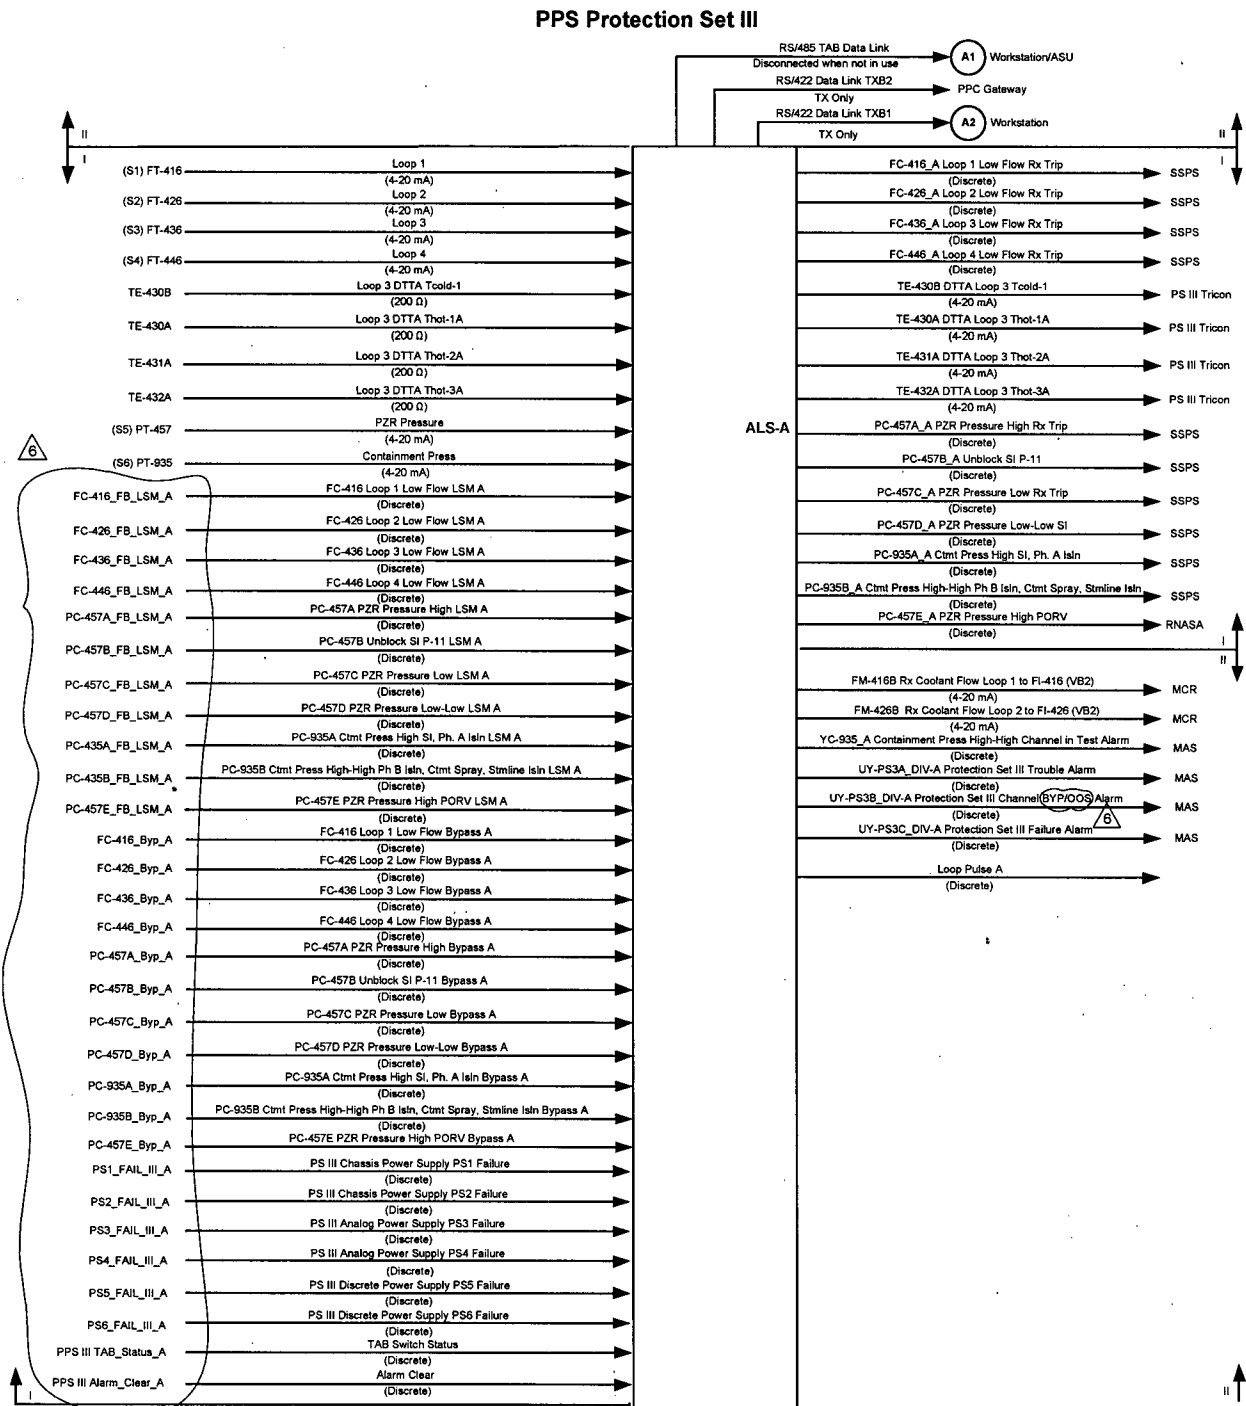 PPS Protection Set III
RS/485 TAB Data Link
Disconnected when not in use
A1
Workstation/ASU
RS/422 Data Link TXB2
TX Only
PPC Gateway
RS/422 Data Link TXB1
TX Only
A2
Workstation
II
I
II
I
(S1) FT-416
Loop 1
(4-20 mA)
(S2) FT-426
Loop 2
(4-20 mA)
(S3) FT-436
Loop 3
(4-20 mA)
(S4) FT-446
Loop 4
(4-20 mA)
TE-430B
Loop 3 DTTA Tcold-1
(200 Ω)
TE-430A
Loop 3 DTTA Thot-1A
(200 Ω)
TE-431A
Loop 3 DTTA Thot-2A
(200 Ω)
TE-432A
Loop 3 DTTA Thot-3A
(200 Ω)
(S5) PT-457
PZR Pressure
(4-20 mA)
6
(S6) PT-935
Containment Press
(4-20 mA)
FC-416_FB_LSM_A
FC-416 Loop 1 Low Flow LSM A
(Discrete)
FC-426_FB_LSM_A
FC-426 Loop 2 Low Flow LSM A
(Discrete)
FC-436_FB_LSM_A
FC-436 Loop 3 Low Flow LSM A
(Discrete)
FC-446_FB_LSM_A
FC-446 Loop 4 Low Flow LSM A
(Discrete)
PC-457A_FB_LSM_A
PC-457A PZR Pressure High LSM A
(Discrete)
PC-457B_FB_LSM_A
PC-457B Unblock SI P-11 LSM A
(Discrete)
PC-457C_FB_LSM_A
PC-457C PZR Pressure Low LSM A
(Discrete)
PC-457D_FB_LSM_A
PC-457D PZR Pressure Low-Low LSM A
(Discrete)
PC-435A_FB_LSM_A
PC-935A Ctmt Press High SI, Ph. A Isln LSM A
(Discrete)
PC-435B_FB_LSM_A
PC-935B Ctmt Press High-High Ph B Isln, Ctmt Spray, Stmline Isln LSM A
(Discrete)
PC-457E_FB_LSM_A
PC-457E PZR Pressure High PORV LSM A
(Discrete)
FC-416_Byp_A
FC-416 Loop 1 Low Flow Bypass A
(Discrete)
FC-426_Byp_A
FC-426 Loop 2 Low Flow Bypass A
(Discrete)
FC-436_Byp_A
FC-436 Loop 3 Low Flow Bypass A
(Discrete)
FC-446_Byp_A
FC-446 Loop 4 Low Flow Bypass A
(Discrete)
PC-457A_Byp_A
PC-457A PZR Pressure High Bypass A
(Discrete)
PC-457B_Byp_A
PC-457B Unblock SI P-11 Bypass A
(Discrete)
PC-457C_Byp_A
PC-457C PZR Pressure Low Bypass A
(Discrete)
PC-457D_Byp_A
PC-457D PZR Pressure Low-Low Bypass A
(Discrete)
PC-935A_Byp_A
PC-935A Ctmt Press High SI, Ph. A Isln Bypass A
(Discrete)
PC-935B_Byp_A
PC-935B Ctmt Press High-High Ph B Isln, Ctmt Spray, Stmline Isln Bypass A
(Discrete)
PC-457E_Byp_A
PC-457E PZR Pressure High PORV Bypass A
(Discrete)
PS1_FAIL_III_A
PS III Chassis Power Supply PS1 Failure
(Discrete)
PS2_FAIL_III_A
PS III Chassis Power Supply PS2 Failure
(Discrete)
PS3_FAIL_III_A
PS III Analog Power Supply PS3 Failure
(Discrete)
PS4_FAIL_III_A
PS III Analog Power Supply PS4 Failure
(Discrete)
PS5_FAIL_III_A
PS III Discrete Power Supply PS5 Failure
(Discrete)
PS6_FAIL_III_A
PS III Discrete Power Supply PS6 Failure
(Discrete)
PPS III TAB_Status_A
TAB Switch Status
(Discrete)
PPS III Alarm_Clear_A
Alarm Clear
(Discrete)
I
ALS-A
FC-416_A Loop 1 Low Flow Rx Trip
(Discrete)
SSPS
FC-426_A Loop 2 Low Flow Rx Trip
(Discrete)
SSPS
FC-436_A Loop 3 Low Flow Rx Trip
(Discrete)
SSPS
FC-446_A Loop 4 Low Flow Rx Trip
(Discrete)
SSPS
TE-430B DTTA Loop 3 Tcold-1
(4-20 mA)
PS III Tricon
TE-430A DTTA Loop 3 Thot-1A
(4-20 mA)
PS III Tricon
TE-431A DTTA Loop 3 Thot-2A
(4-20 mA)
PS III Tricon
TE-432A DTTA Loop 3 Thot-3A
(4-20 mA)
PS III Tricon
PC-457A_A PZR Pressure High Rx Trip
(Discrete)
SSPS
PC-457B_A Unblock SI P-11
(Discrete)
SSPS
PC-457C_A PZR Pressure Low Rx Trip
(Discrete)
SSPS
PC-457D_A PZR Pressure Low-Low SI
(Discrete)
SSPS
PC-935A_A Ctmt Press High SI, Ph. A Isln
(Discrete)
SSPS
PC-935B_A Ctmt Press High-High Ph B Isln, Ctmt Spray, Stmline Isln
(Discrete)
SSPS
PC-457E_A PZR Pressure High PORV
(Discrete)
RNASA
I
II
FM-416B Rx Coolant Flow Loop 1 to FI-416 (VB2)
(4-20 mA)
MCR
FM-426B Rx Coolant Flow Loop 2 to FI-426 (VB2)
(4-20 mA)
MCR
YC-935_A Containment Press High-High Channel in Test Alarm
(Discrete)
MAS
UY-PS3A_DIV-A Protection Set III Trouble Alarm
(Discrete)
MAS
UY-PS3B_DIV-A Protection Set III Channel BYP/OOS Alarm
(Discrete)
MAS
6
UY-PS3C_DIV-A Protection Set III Failure Alarm
(Discrete)
MAS
Loop Pulse A
(Discrete)
II